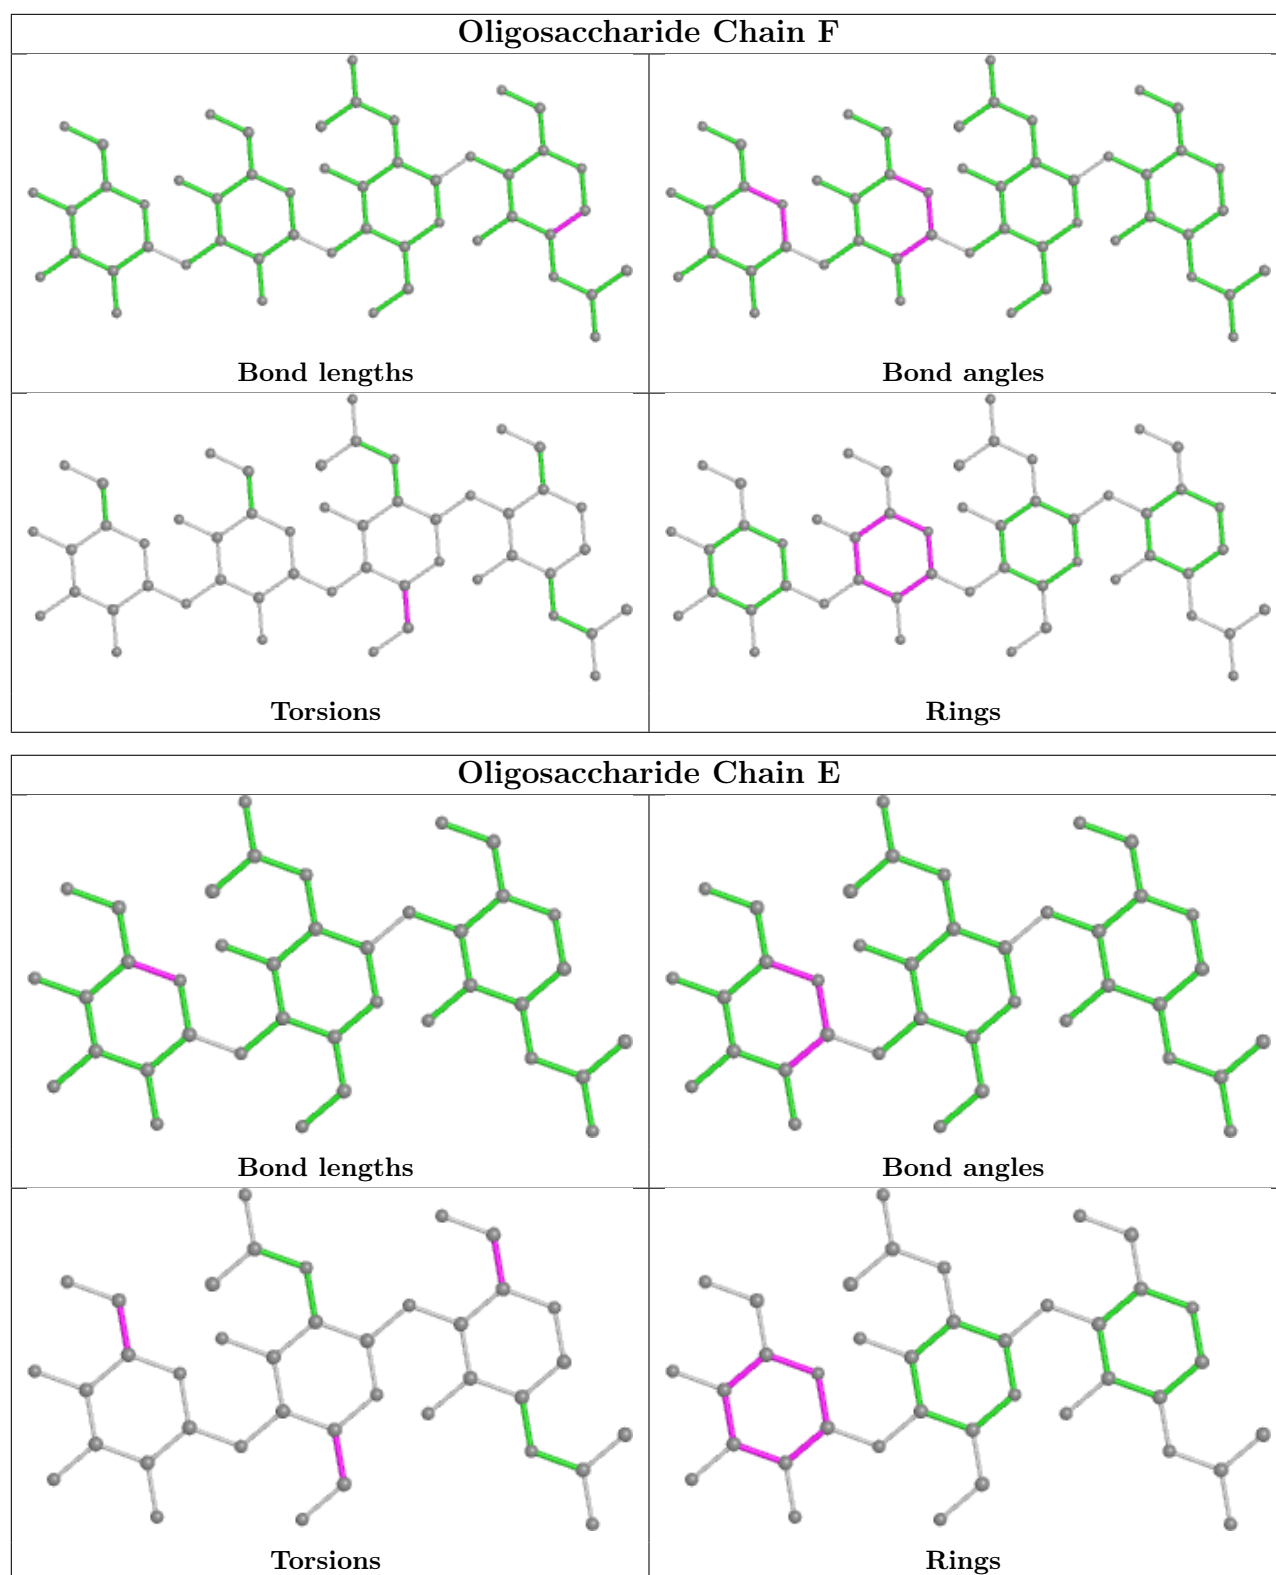 Oligosaccharide Chain F
Bond lengths
Bond angles
Torsions
Rings
Oligosaccharide Chain E
Bond lengths
Bond angles
Torsions
Rings